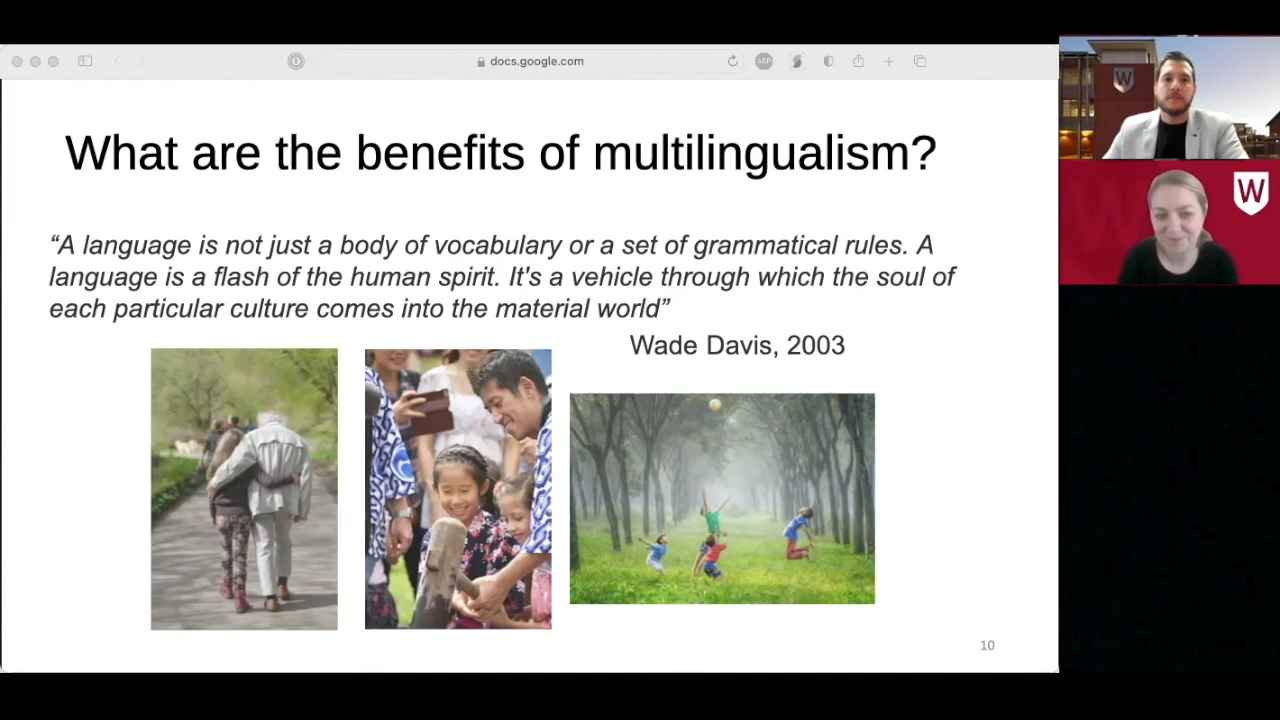 docs.google.com
ABP
What are the benefits of multilingualism?
“A language is not just a body of vocabulary or a set of grammatical rules. A
language is a flash of the human spirit. It's a vehicle through which the soul of
each particular culture comes into the material world”
Wade Davis, 2003
10
W
W